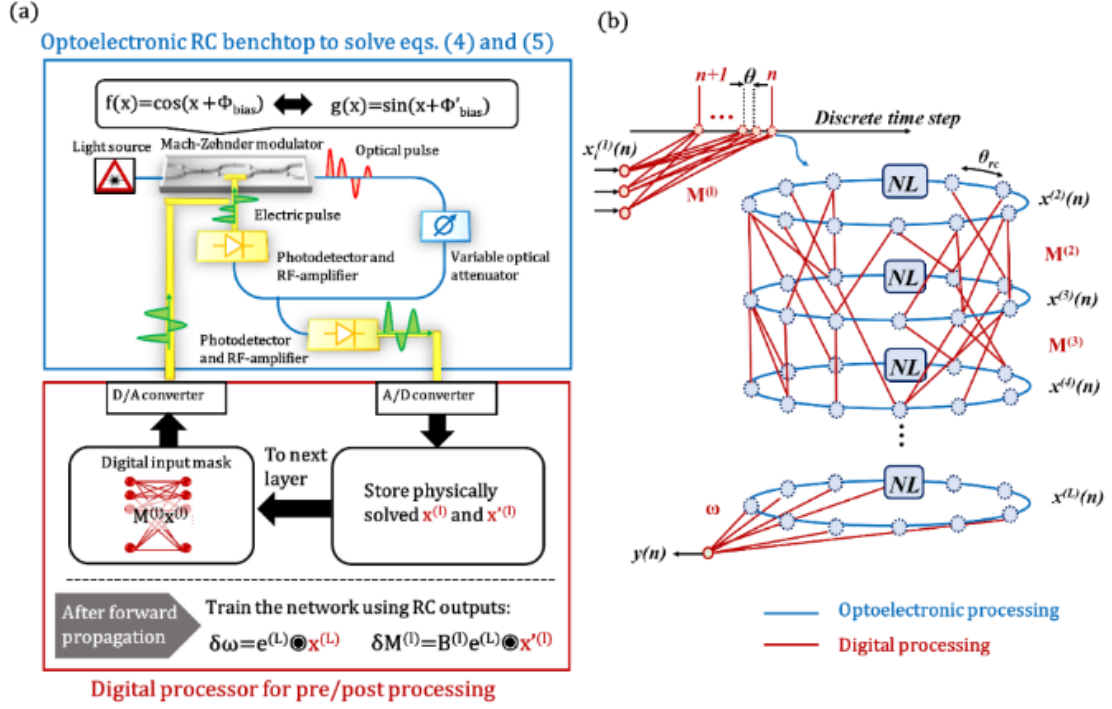 (a)
Optoelectronic RC benchtop to solve eqs. (4) and (5)
f(x)=cos(x+Φbias) g(x)=sin(x+Φ'bias)
Mach-Zehnder modulator
Light source
Optical pulse
Electric pulse
Photodetector and
RF-amplifier
Variable optical
attenuator
Photodetector
and RF-amplifier
D/A converter
A/D converter
Digital input mask
M(l)x(l)
To next
layer
Store physically
solved x(l) and x'(l)
After forward
propagation
Train the network using RC outputs:
δω=e(L)◉x(L) δM(l)=B(l)e(L)◉x'(l)
Digital processor for pre/post processing
(b)
n+1 θ n
Discrete time step
xi(1)(n)
M(l)
θrc
NL
x(2)(n)
M(2)
NL
x(3)(n)
M(3)
NL
x(4)(n)
NL
x(L)(n)
ω
y(n)
Optoelectronic processing
Digital processing